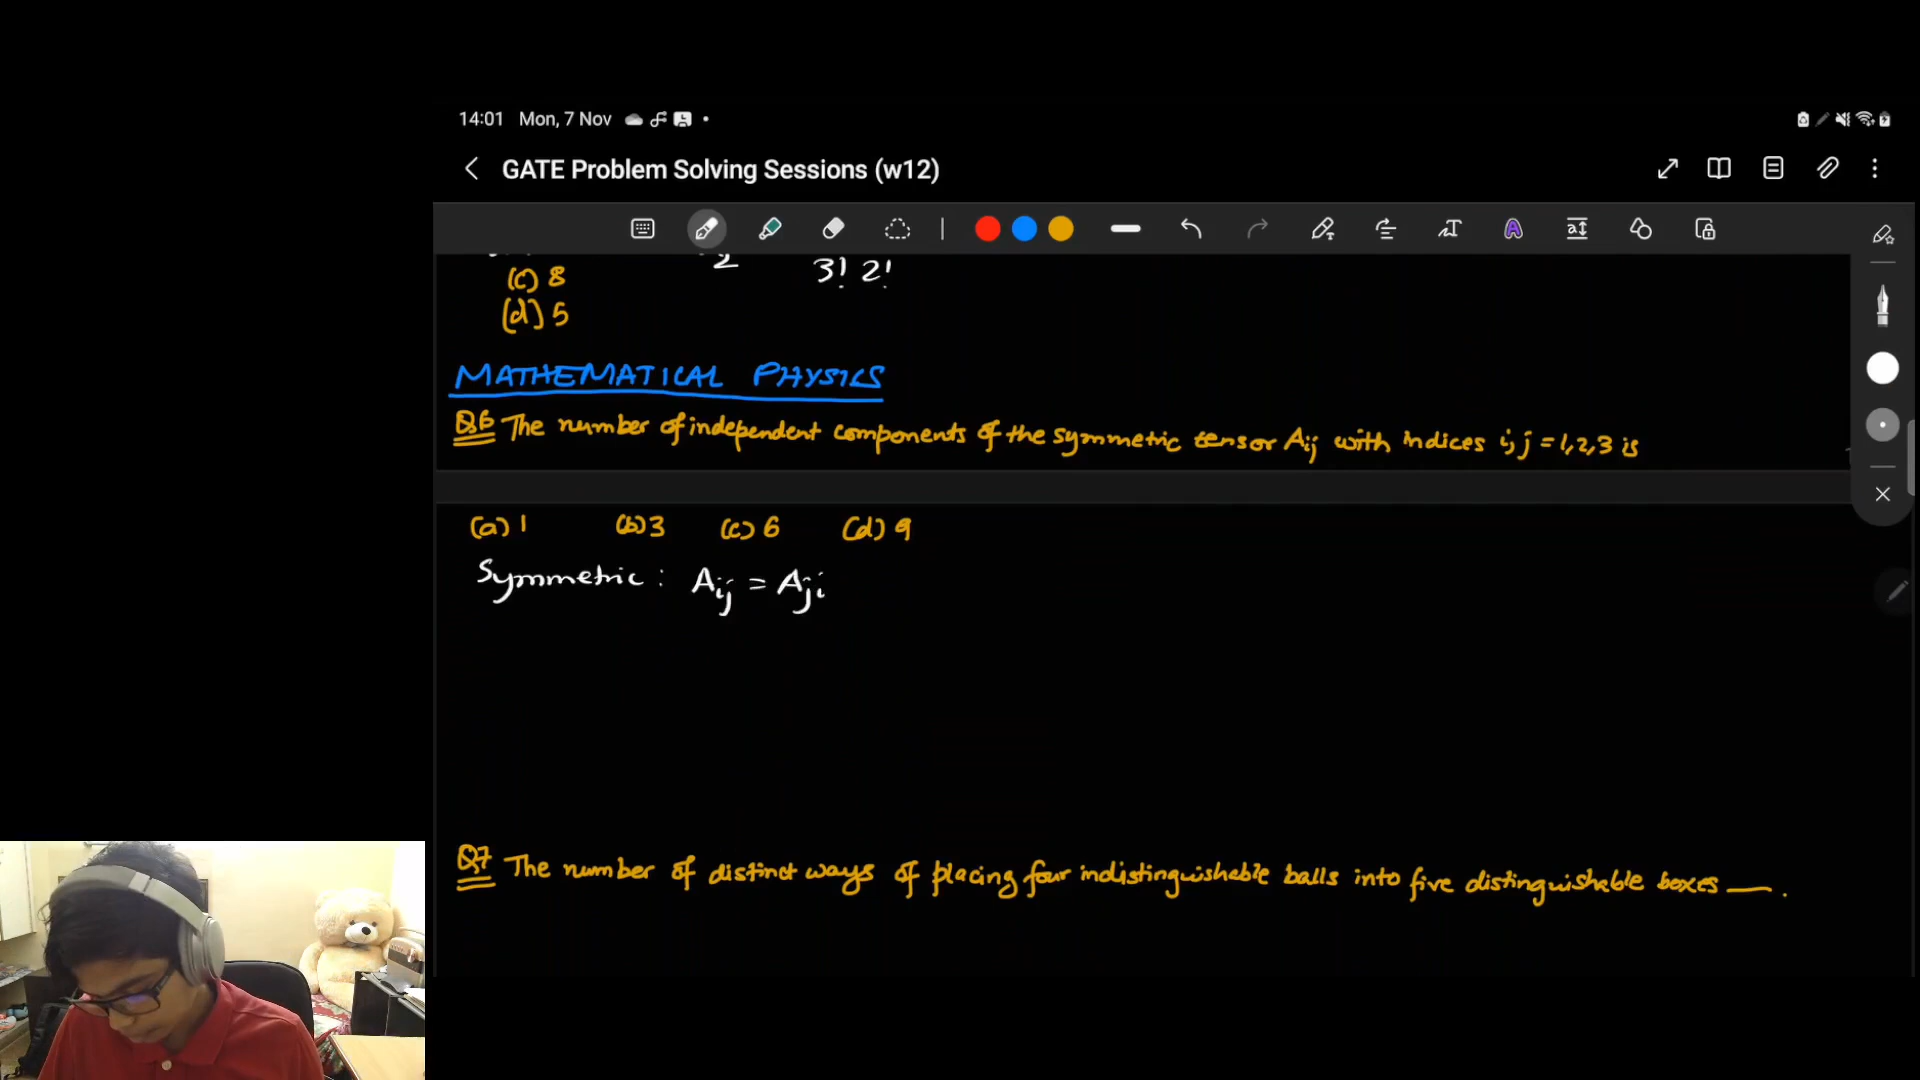 14:01 Mon, 7 Nov
GATE Problem Solving Sessions (w12)
(c) 8
3! 2!
(d) 5
MATHEMATICAL PHYSICS
Q6 The number of independent components of the symmetric tensor Aij with indices i,j = 1,2,3 is
(a) 1 (b) 3 (c) 6 (d) 9
Symmetric : Aij = Aji
Q7 The number of distinct ways of placing four indistinguishable balls into five distinguishable boxes — .